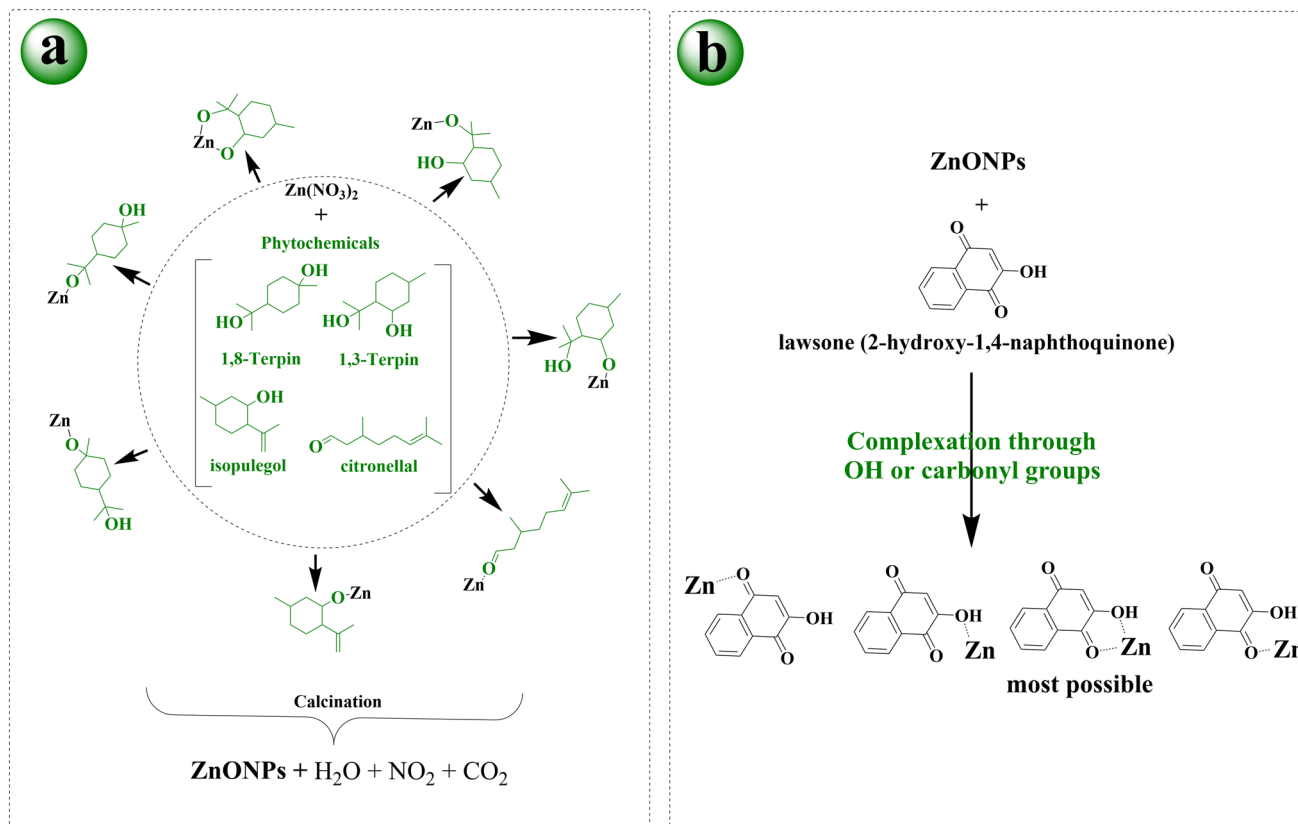 a
Zn(NO3)2
+
Phytochemicals
OH
HO
1,8-Terpin
HO
OH
1,3-Terpin
OH
isopulegol
O
citronellal
O
Zn
O
Zn
O
HO
OH
O
Zn
HO
O
Zn
Zn
O
OH
O
Zn
O
Zn
Calcination
ZnONPs + H2O + NO2 + CO2
b
ZnONPs
+
O
OH
O
lawsone (2-hydroxy-1,4-naphthoquinone)
Complexation through
OH or carbonyl groups
Zn
O
OH
O
O
OH
O
Zn
O
OH
O
Zn
O
OH
O
most possible